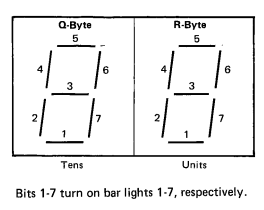 Q-Byte R-Byte
5 5
4 6 4 6
3 3
2 7 2 7
1 1
Tens Units
Bits 1-7 turn on bar lights 1-7, respectively.